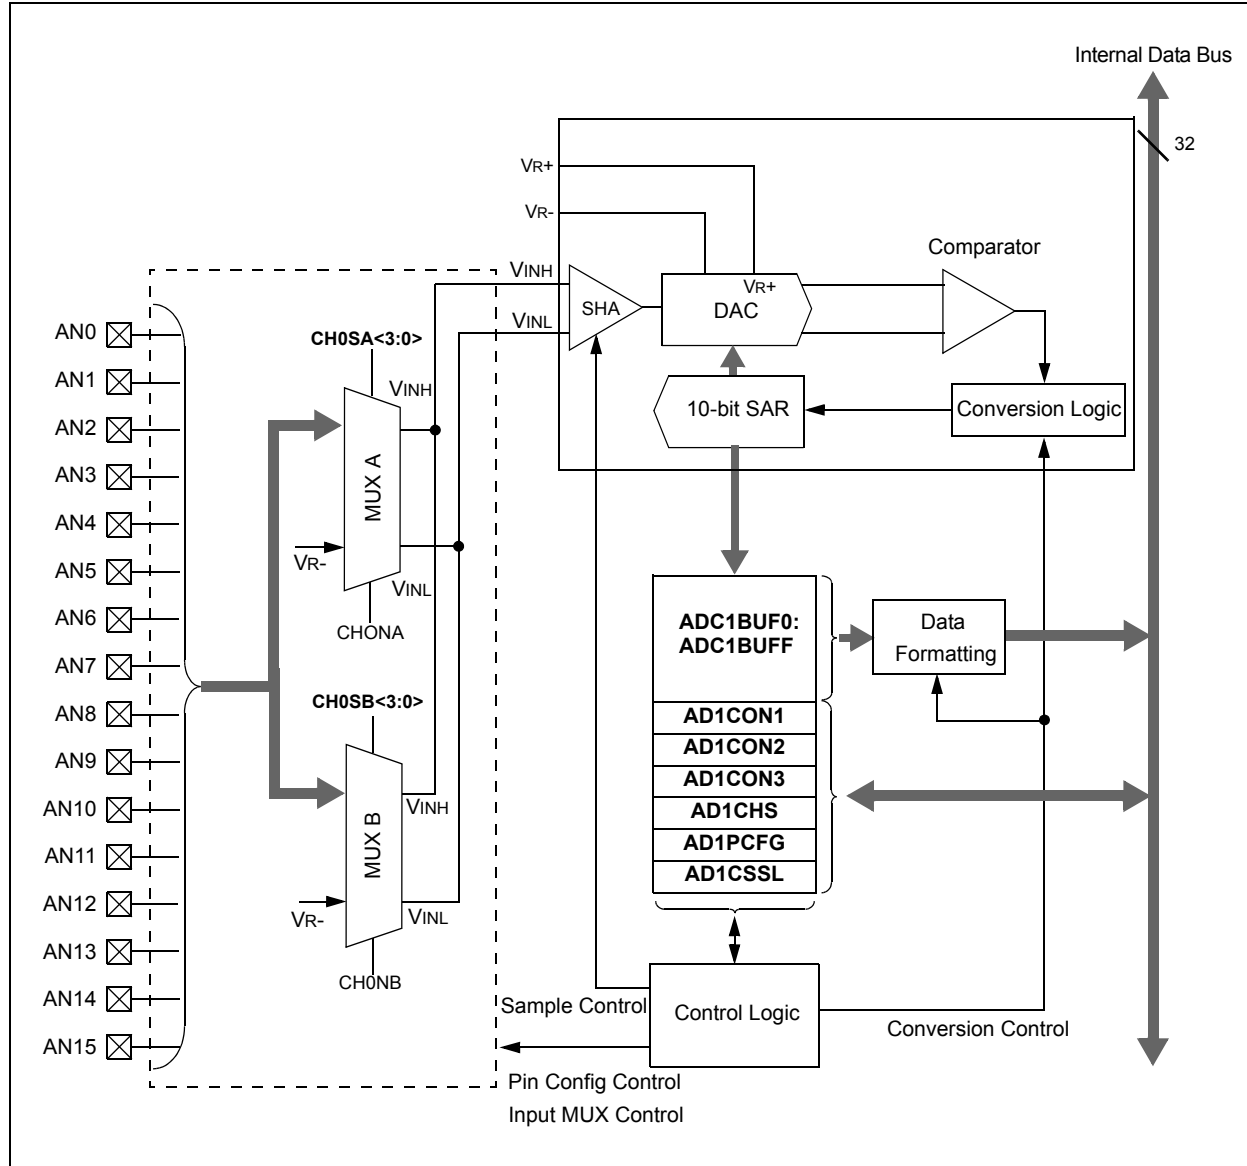 Internal Data Bus
32
VR+
VR-
Comparator
VINH
VINL
SHA
VR+
DAC
AN0
AN1
AN2
AN3
AN4
AN5
AN6
AN7
AN8
AN9
AN10
AN11
AN12
AN13
AN14
AN15
CH0SA<3:0>
VINH
MUX A
VR-
VINL
CHONA
CH0SB<3:0>
VINH
MUX B
VR-
VINL
CH0NB
10-bit SAR
Conversion Logic
ADC1BUF0:
ADC1BUFF
AD1CON1
AD1CON2
AD1CON3
AD1CHS
AD1PCFG
AD1CSSL
Data
Formatting
Sample Control
Control Logic
Conversion Control
Pin Config Control
Input MUX Control